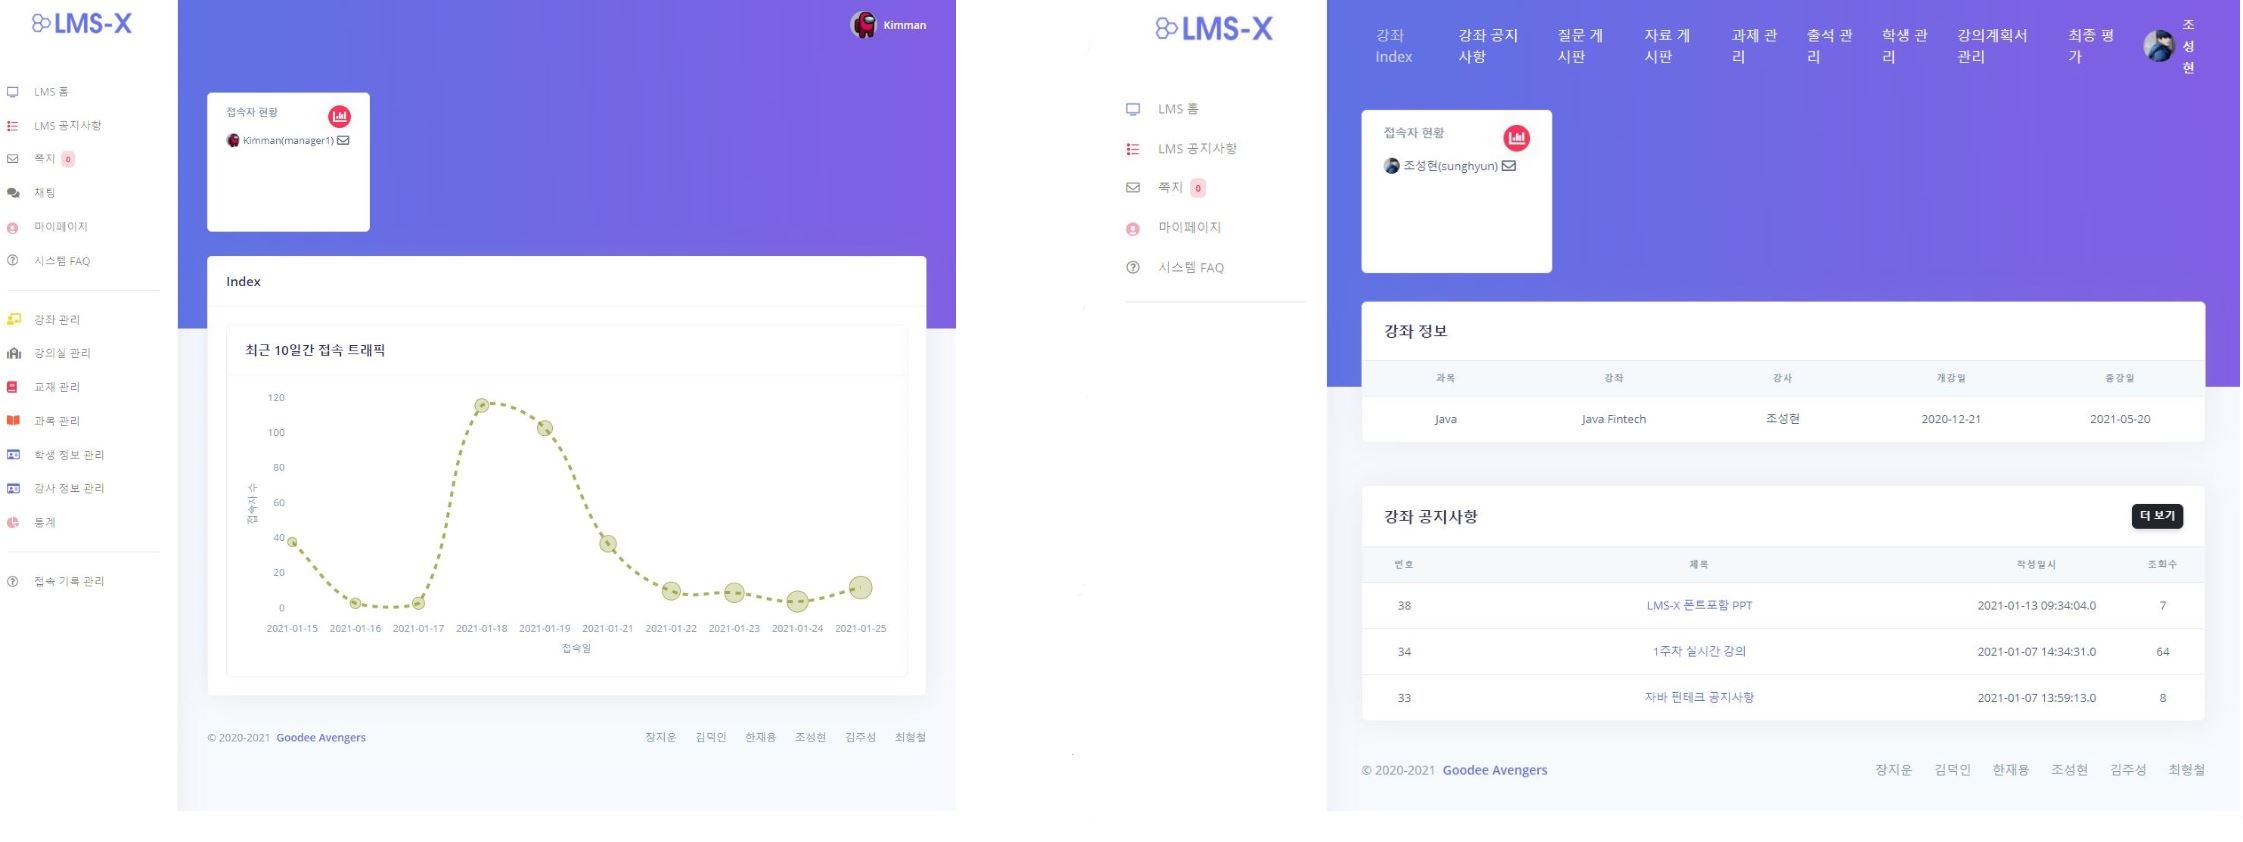 LMS-X
Kimman
LMS 홈
LMS 공지사항
쪽지 0
채팅
마이페이지
시스템 FAQ
강좌 관리
강의실 관리
교재 관리
과목 관리
학생 정보 관리
강사 정보 관리
통계
접속 기록 관리
접속자 현황
Kimman(manager1)
Index
최근 10일간 접속 트래픽
120
100
80
60
40
20
0
접속자 수
2021-01-15 2021-01-16 2021-01-17 2021-01-18 2021-01-19 2021-01-21 2021-01-22 2021-01-23 2021-01-24 2021-01-25
접속일
© 2020-2021 Goodee Avengers 장지운 김덕인 한재용 조성현 김주성 최형철
LMS-X
LMS 홈
LMS 공지사항
쪽지 0
마이페이지
시스템 FAQ
강좌
Index
강좌 공지
사항
질문 게
시판
자료 게
시판
과제 관
리
출석 관
리
학생 관
리
강의계획서
관리
최종 평
가
조
성
현
접속자 현황
조성현(sunghyun)
강좌 정보
과목 강좌 강사 개강일 종강일
Java Java Fintech 조성현 2020-12-21 2021-05-20
강좌 공지사항 더 보기
번호 제목 작성일시 조회수
38 LMS-X 폰트포함 PPT 2021-01-13 09:34:04.0 7
34 1주차 실시간 강의 2021-01-07 14:34:31.0 64
33 자바 핀테크 공지사항 2021-01-07 13:59:13.0 8
© 2020-2021 Goodee Avengers 장지운 김덕인 한재용 조성현 김주성 최형철